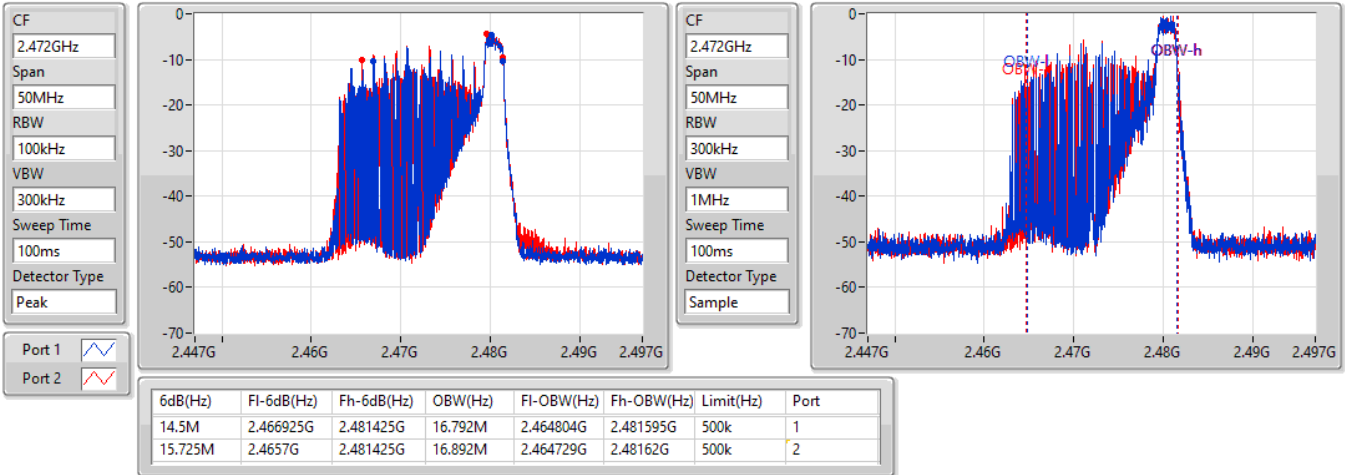 CF
2.472GHz
Span
50MHz
RBW
100kHz
VBW
300kHz
Sweep Time
100ms
Detector Type
Peak
Port 1
Port 2
0
-10
-20
-30
-40
-50
-60
-70
2.447G 2.46G 2.47G 2.48G 2.49G 2.497G
CF
2.472GHz
Span
50MHz
RBW
300kHz
VBW
1MHz
Sweep Time
100ms
Detector Type
Sample
0
-10
-20
-30
-40
-50
-60
-70
OBW-h
2.447G 2.46G 2.47G 2.48G 2.49G 2.497G
6dB(Hz) Fl-6dB(Hz) Fh-6dB(Hz) OBW(Hz) Fl-OBW(Hz) Fh-OBW(Hz) Limit(Hz) Port
14.5M 2.466925G 2.481425G 16.792M 2.464804G 2.481595G 500k 1
15.725M 2.4657G 2.481425G 16.892M 2.464729G 2.48162G 500k 2